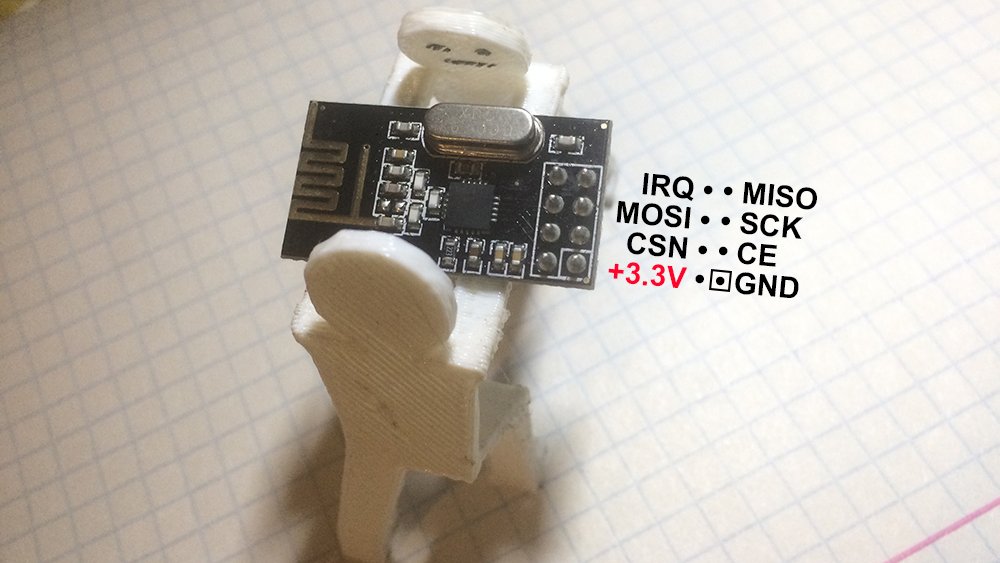 IRQ • • MISO
MOSI • • SCK
CSN • • CE
+3.3V • • GND